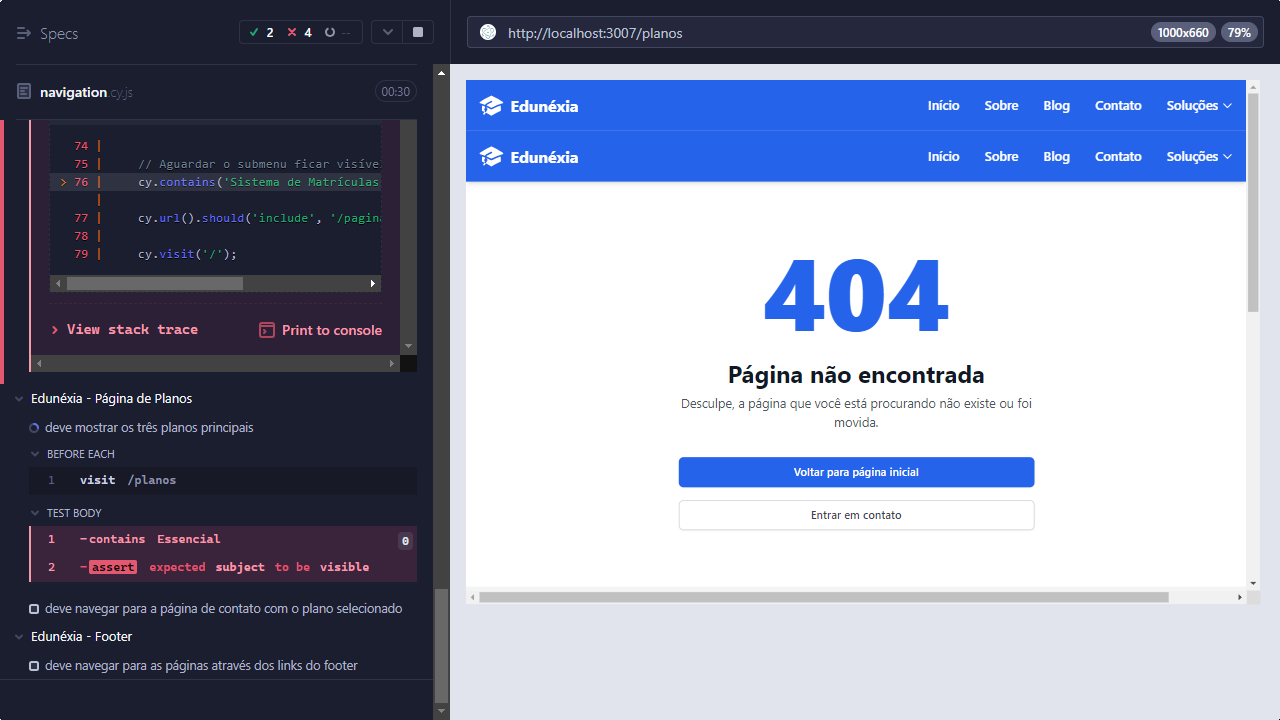 Specs
2
4
--
navigation.cy.js
00:30
74 |
75 | // Aguardar o submenu ficar visíve
> 76 | cy.contains('Sistema de Matrículas
|
77 | cy.url().should('include', '/pagina
78 |
79 | cy.visit('/');
View stack trace
Print to console
Edunéxia - Página de Planos
deve mostrar os três planos principais
BEFORE EACH
1 visit /planos
TEST BODY
1 -contains Essencial 0
2 -assert expected subject to be visible
deve navegar para a página de contato com o plano selecionado
Edunéxia - Footer
deve navegar para as páginas através dos links do footer
http://localhost:3007/planos
1000x660
79%
Edunéxia
Início Sobre Blog Contato Soluções
Edunéxia
Início Sobre Blog Contato Soluções
404
Página não encontrada
Desculpe, a página que você está procurando não existe ou foi
movida.
Voltar para página inicial
Entrar em contato